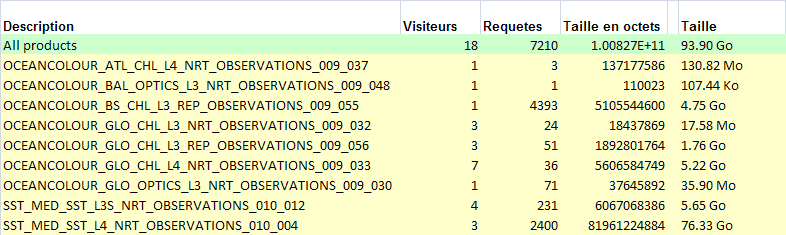 Description Visiteurs Requetes Taille en octets Taille
All products 18 7210 1.00827E+11 93.90 Go
OCEANCOLOUR_ATL_CHL_L4_NRT_OBSERVATIONS_009_037 1 3 137177586 130.82 Mo
OCEANCOLOUR_BAL_OPTICS_L3_NRT_OBSERVATIONS_009_048 1 1 110023 107.44 Ko
OCEANCOLOUR_BS_CHL_L3_REP_OBSERVATIONS_009_055 1 4393 5105544600 4.75 Go
OCEANCOLOUR_GLO_CHL_L3_NRT_OBSERVATIONS_009_032 3 24 18437869 17.58 Mo
OCEANCOLOUR_GLO_CHL_L3_REP_OBSERVATIONS_009_056 3 51 1892801764 1.76 Go
OCEANCOLOUR_GLO_CHL_L4_NRT_OBSERVATIONS_009_033 7 36 5606584749 5.22 Go
OCEANCOLOUR_GLO_OPTICS_L3_NRT_OBSERVATIONS_009_030 1 71 37645892 35.90 Mo
SST_MED_SST_L3S_NRT_OBSERVATIONS_010_012 4 231 6067068386 5.65 Go
SST_MED_SST_L4_NRT_OBSERVATIONS_010_004 3 2400 81961224884 76.33 Go